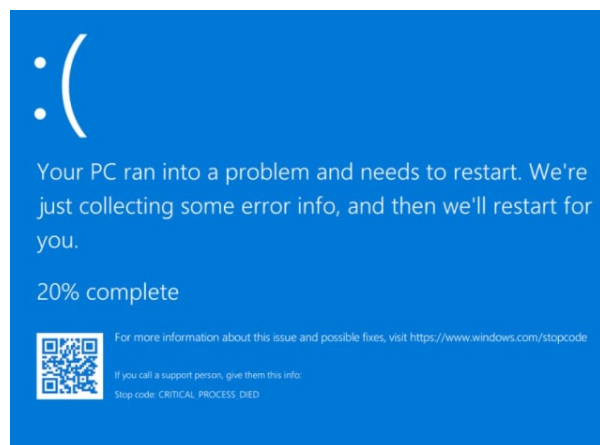 :(
Your PC ran into a problem and needs to restart. We're
just collecting some error info, and then we'll restart for
you.
20% complete
For more information about this issue and possible fixes, visit https://www.windows.com/stopcode
If you call a support person, give them this info:
Stop code: CRITICAL_PROCESS_DIED